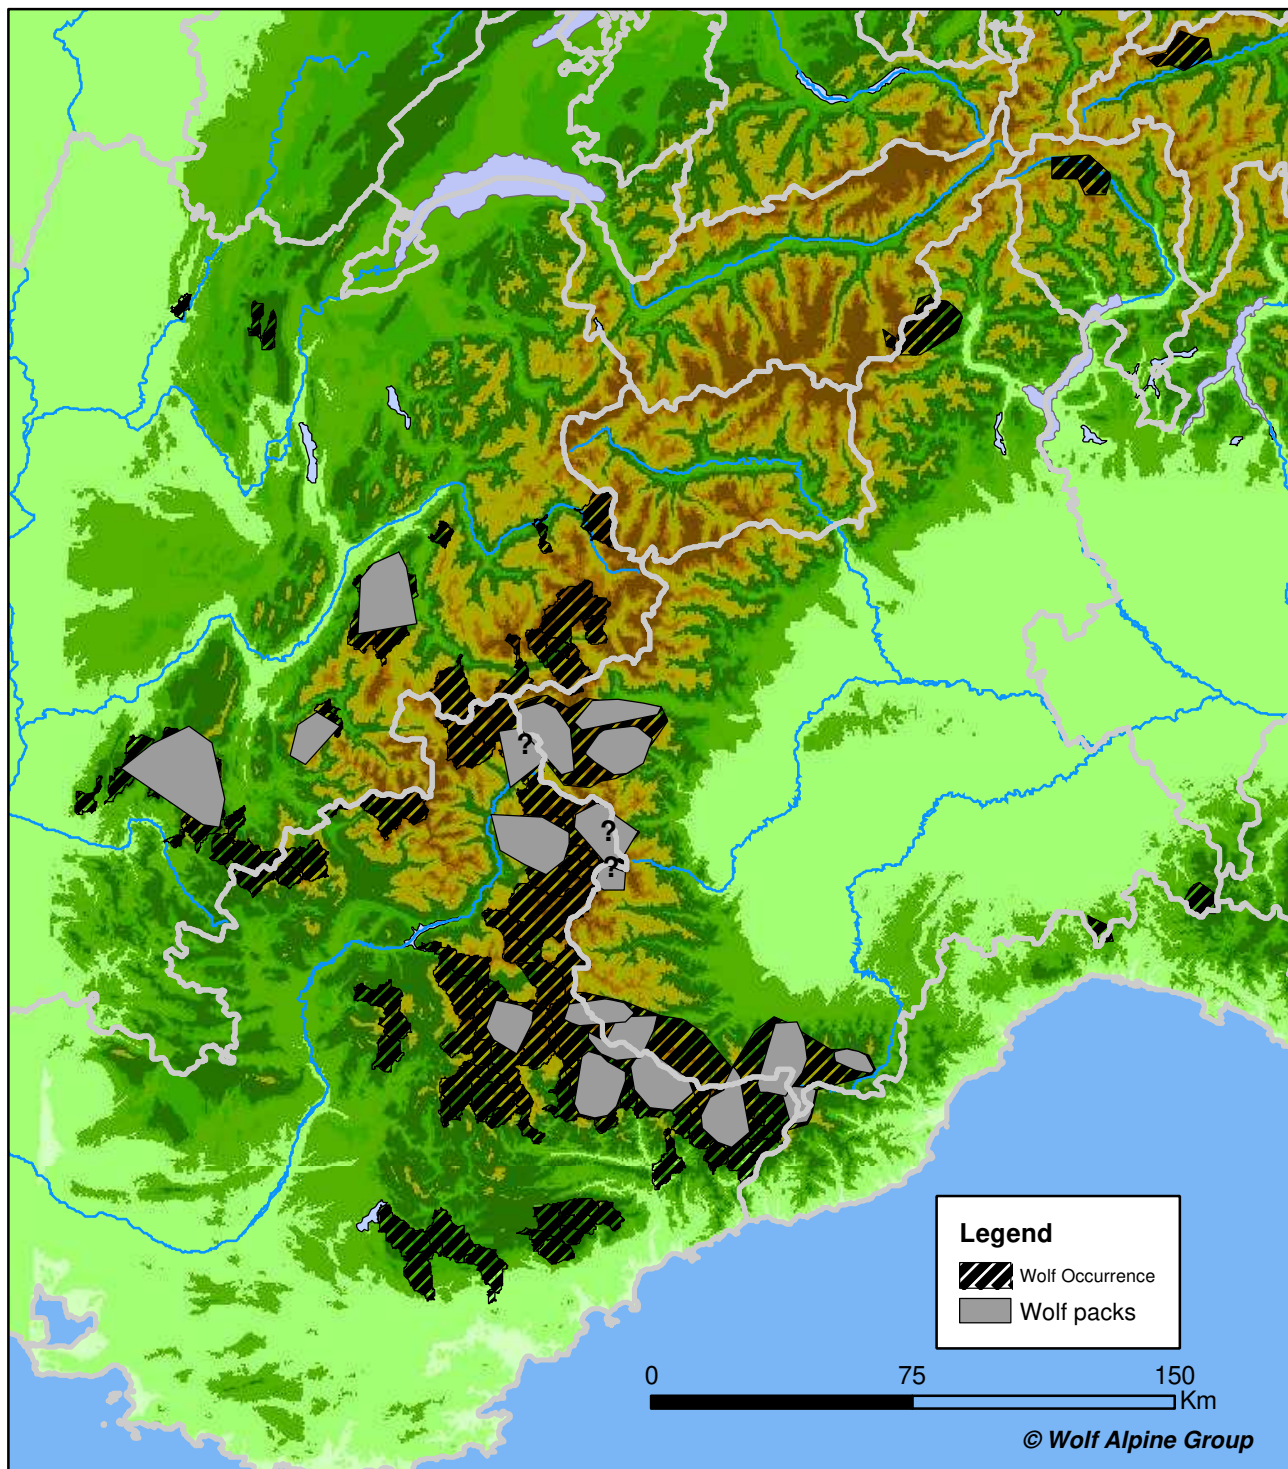 ?
?
?
Legend
Wolf Occurrence
Wolf packs
0 75 150
Km
© Wolf Alpine Group